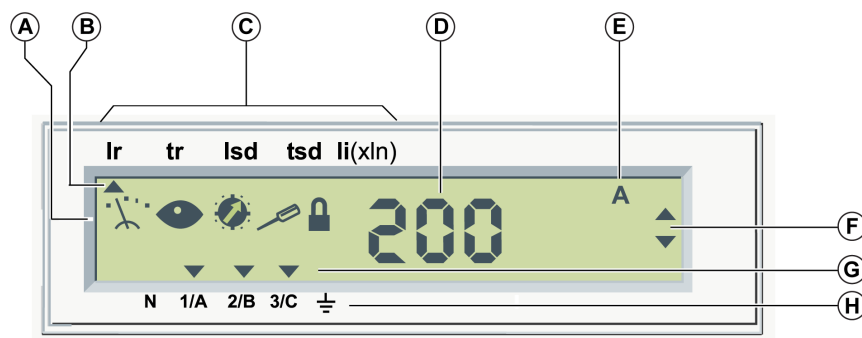 A B C D E
Ir tr Isd tsd Ii(xIn)
A
200
F
G
N 1/A 2/B 3/C
H